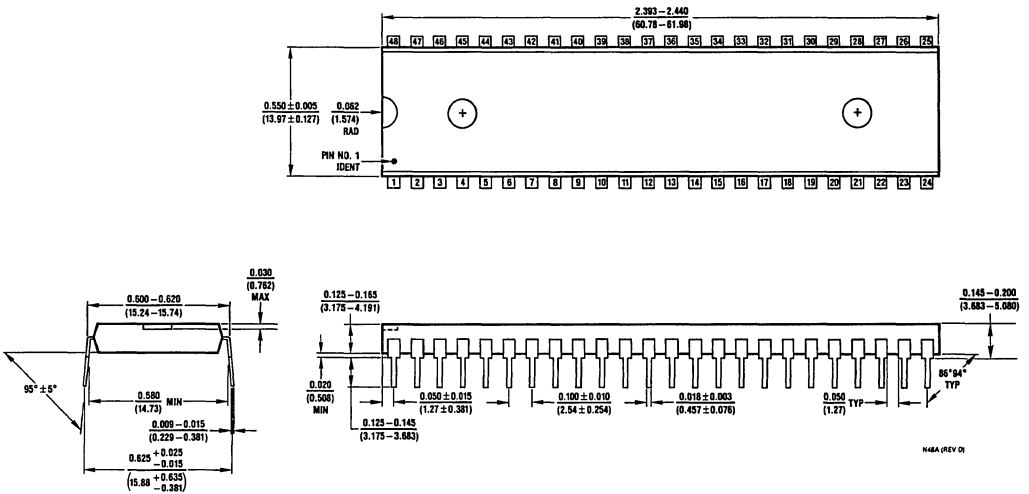 2.393 – 2.440
(60.78 – 61.98)
48 47 46 45 44 43 42 41 40 39 38 37 36 35 34 33 32 31 30 29 28 27 26 25
0.550 ± 0.005
(13.97 ± 0.127)
0.062
(1.574)
RAD
PIN NO. 1
IDENT
1 2 3 4 5 6 7 8 9 10 11 12 13 14 15 16 17 18 19 20 21 22 23 24
0.600 – 0.620
(15.24 – 15.74)
0.030
(0.762)
MAX
0.125 – 0.165
(3.175 – 4.191)
0.145 – 0.200
(3.683 – 5.080)
95° ± 5°
0.580
(14.73) MIN
0.009 – 0.015
(0.229 – 0.381)
0.625 +0.025
-0.015
(15.88 +0.635
-0.381)
0.020
(0.508)
MIN
0.050 ± 0.015
(1.27 ± 0.381)
0.100 ± 0.010
(2.54 ± 0.254)
0.018 ± 0.003
(0.457 ± 0.076)
0.050
(1.27) TYP
86°94°
TYP
0.125 – 0.145
(3.175 – 3.683)
N48A (REV D)